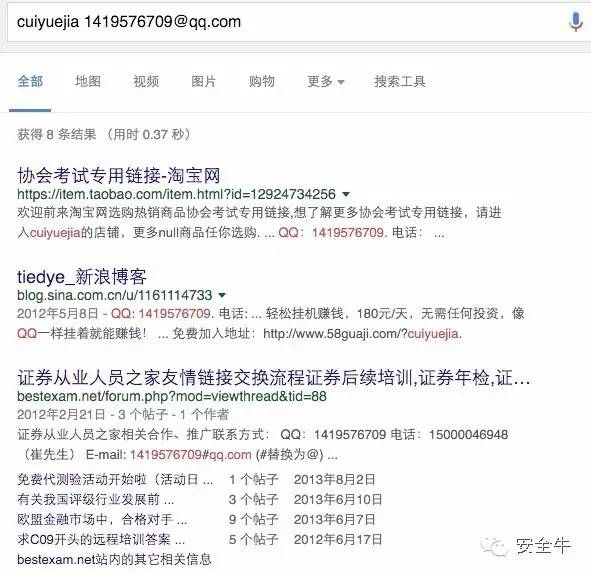 cuiyuejia 1419576709@qq.com
全部 地图 视频 图片 购物 更多 搜索工具
获得 8 条结果 （用时 0.37 秒）
协会考试专用链接-淘宝网
https://item.taobao.com/item.html?id=12924734256
欢迎前来淘宝网选购热销商品协会考试专用链接,想了解更多协会考试专用链接，请进
入cuiyuejia的店铺，更多null商品任你选购. ... QQ：1419576709. 电话： ...
tiedye_新浪博客
blog.sina.com.cn/u/1161114733
2012年5月8日 - QQ: 1419576709. 电话: ... 轻松挂机赚钱，180元/天，无需任何投资，像
QQ一样挂着就能赚钱！ ... 免费加入地址：http://www.58guaji.com/?cuiyuejia.
证券从业人员之家友情链接交换流程证券后续培训,证券年检,证...
bestexam.net/forum.php?mod=viewthread&tid=88
2012年2月21日 - 3 个帖子 - 1 个作者
证券从业人员之家相关合作、推广联系方式： QQ：1419576709 电话：15000046948
（崔先生） E-mail: 1419576709#qq.com (#替换为@) ...
免费代测验活动开始啦（活动日 ... 1 个帖子 2013年8月2日
有关我国评级行业发展前 ... 3 个帖子 2013年6月10日
欧盟金融市场中，合格对手 ... 9 个帖子 2013年6月7日
求C09开头的远程培训答案 ... 5 个帖子 2012年6月17日
bestexam.net站内的其它相关信息
安全牛